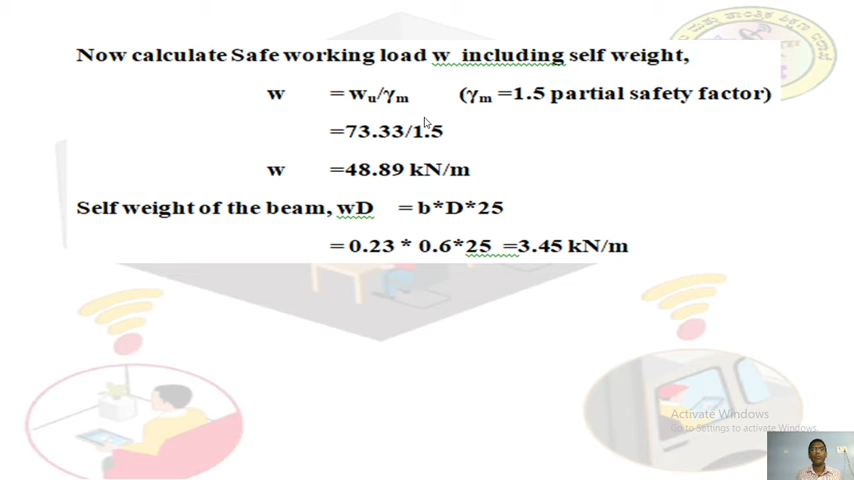 Now calculate Safe working load w including self weight,
w = wu/γm (γm =1.5 partial safety factor)
=73.33/1.5
w =48.89 kN/m
Self weight of the beam, wD = b*D*25
= 0.23 * 0.6*25 =3.45 kN/m
Activate Windows
Go to Settings to activate Windows.